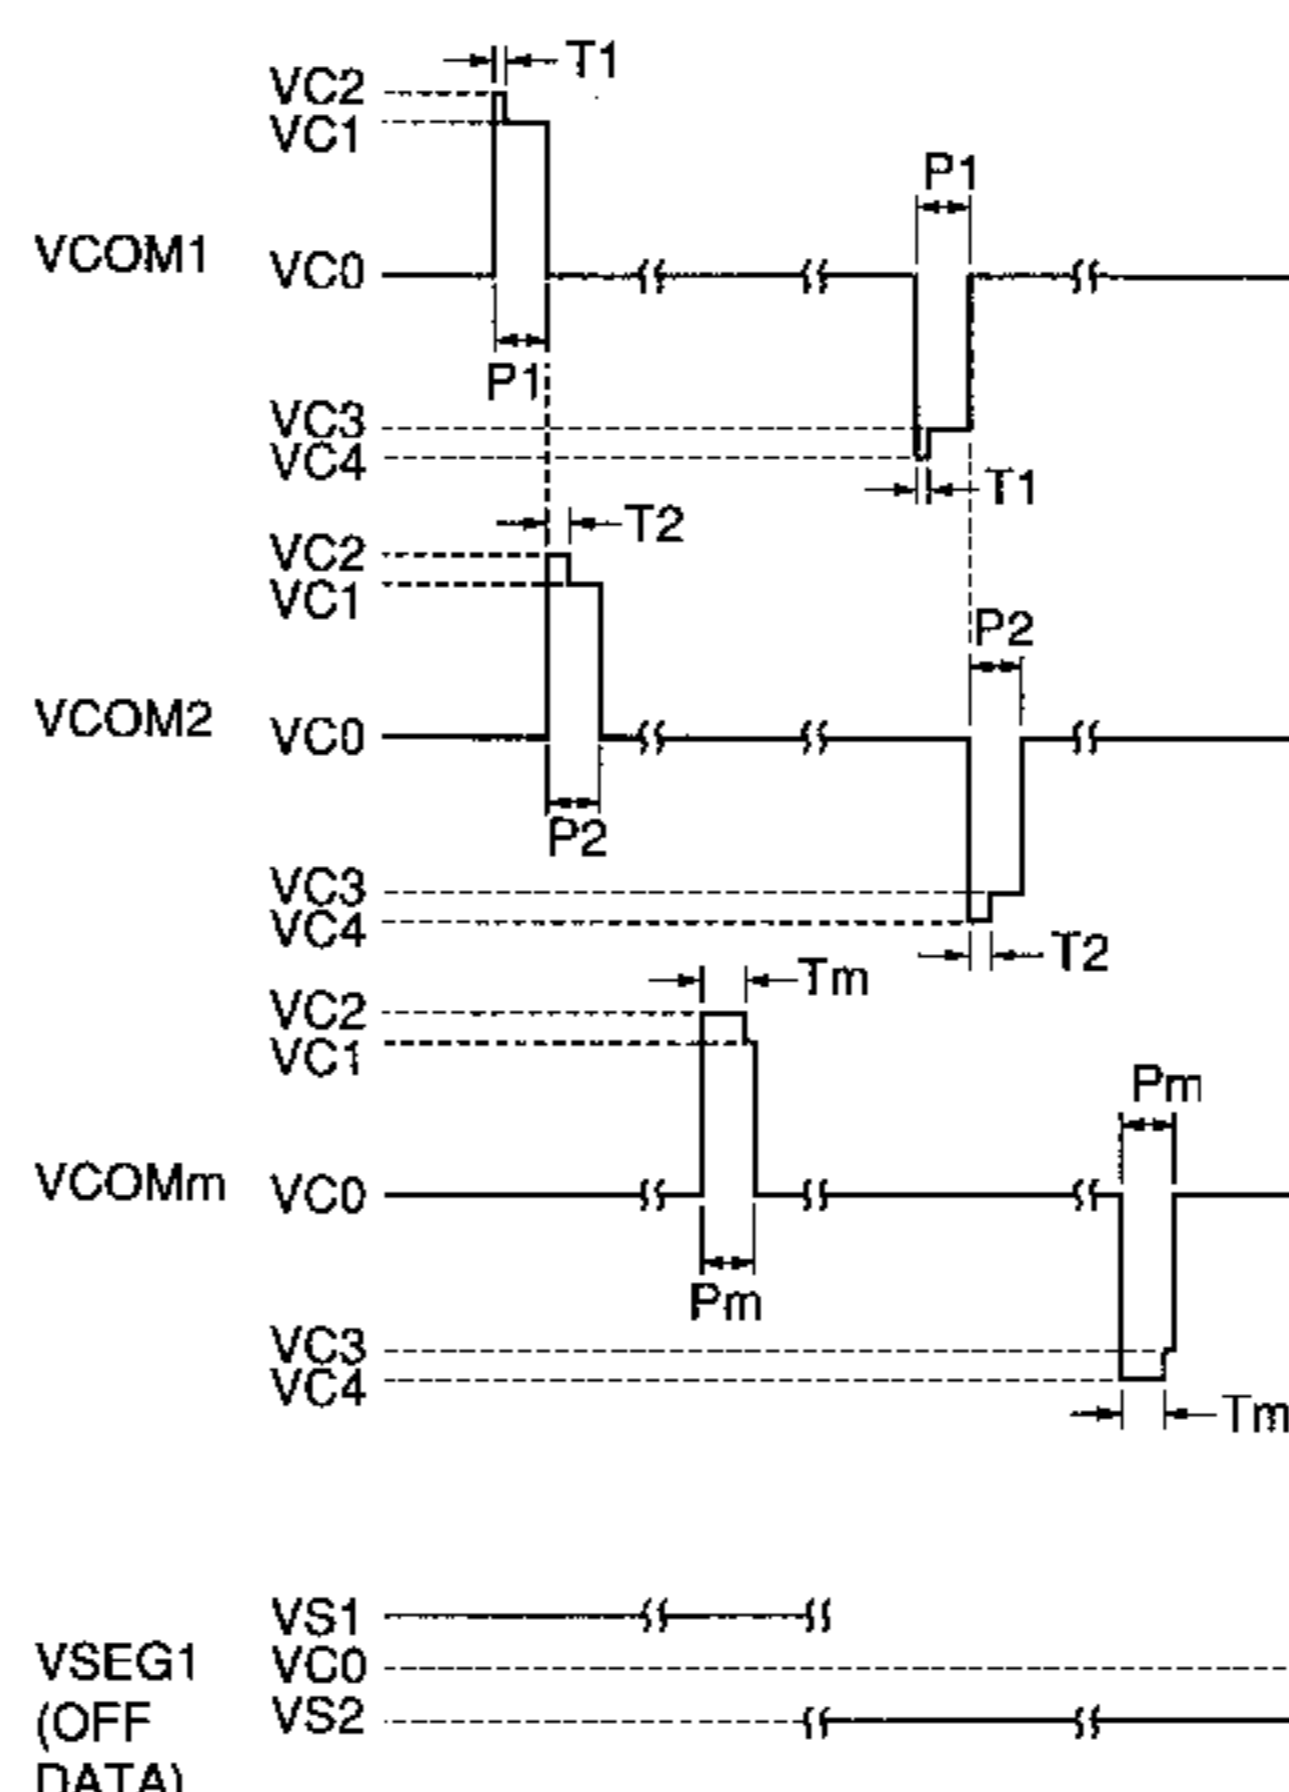 T1
VC2
VC1
P1
VCOM1 VC0
P1
VC3
VC4
T1
T2
VC2
VC1
P2
VCOM2 VC0
P2
VC3
VC4
T2
Tm
VC2
VC1
Pm
VCOMm VC0
Pm
VC3
VC4
Tm
VS1
VSEG1 VC0
(OFF VS2
DATA)